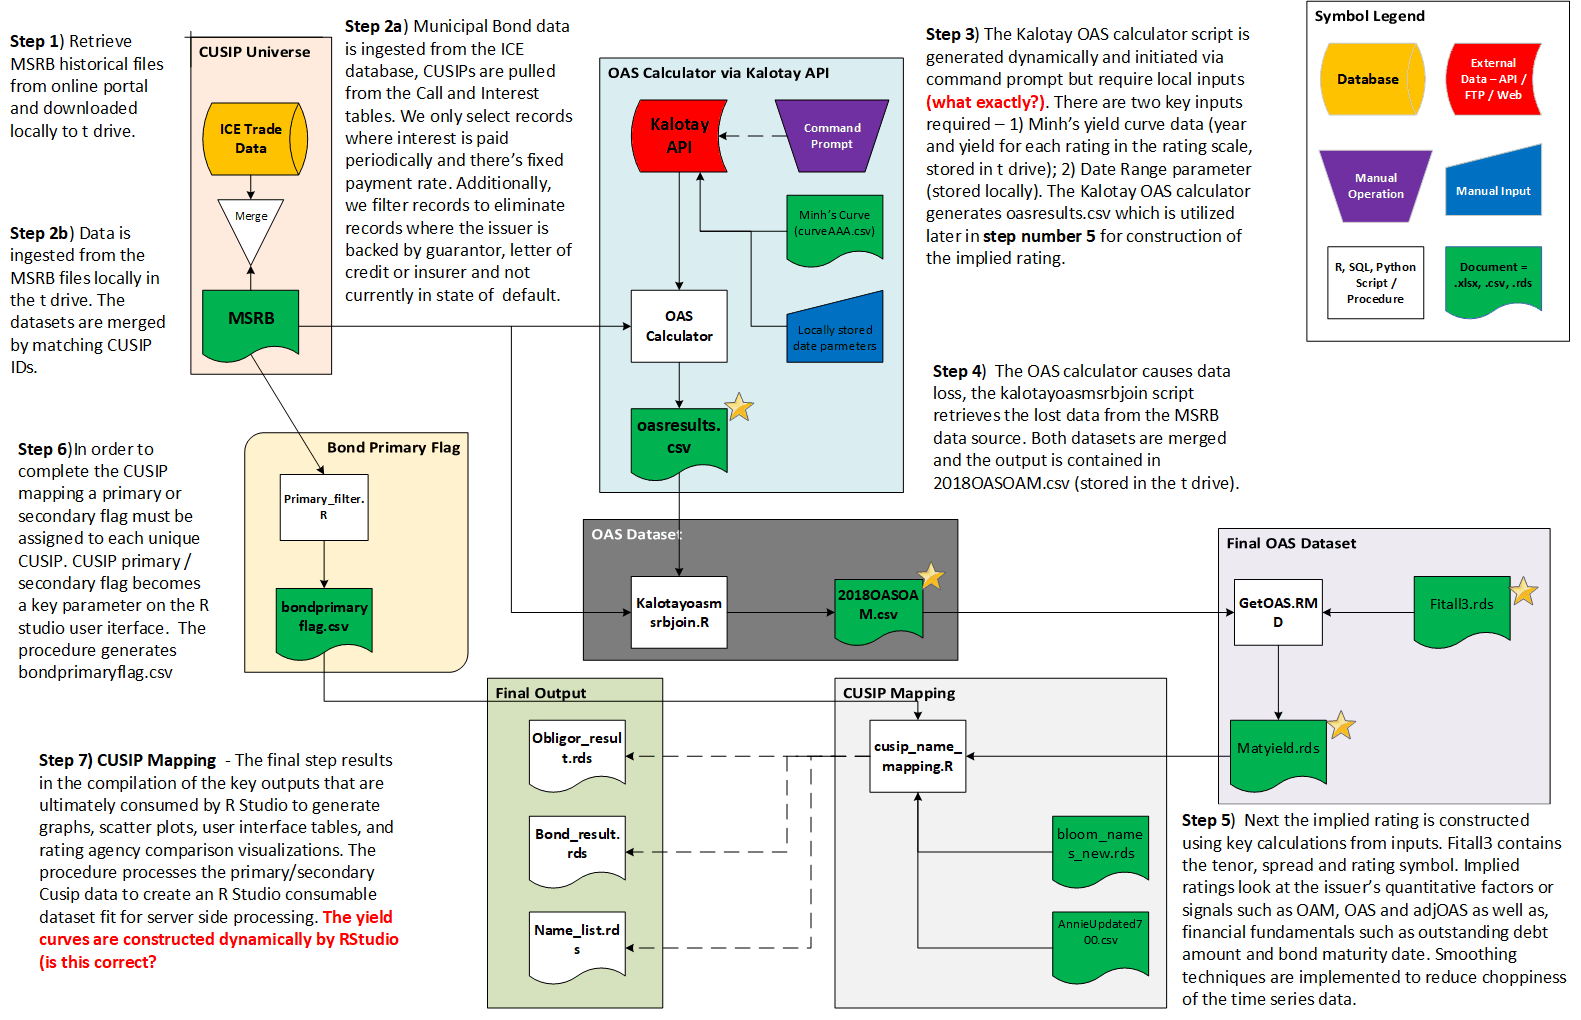 Step 1) Retrieve
MSRB historical files
from online portal
and downloaded
locally to t drive.
Step 2b) Data is
ingested from the
MSRB files locally in
the t drive. The
datasets are merged
by matching CUSIP
IDs.
CUSIP Universe
ICE Trade
Data
Merge
MSRB
Step 2a) Municipal Bond data
is ingested from the ICE
database, CUSIPs are pulled
from the Call and Interest
tables. We only select records
where interest is paid
periodically and there's fixed
payment rate. Additionally,
we filter records to eliminate
records where the issuer is
backed by guarantor, letter of
credit or insurer and not
currently in state of default.
OAS Calculator via Kalotay API
Kalotay
API
Command
Prompt
Minh's Curve
(curveAAA.csv)
OAS
Calculator
Locally stored
date parmeters
oasresults.
csv
Step 3) The Kalotay OAS calculator script is
generated dynamically and initiated via
command prompt but require local inputs
(what exactly?). There are two key inputs
required – 1) Minh's yield curve data (year
and yield for each rating in the rating scale,
stored in t drive); 2) Date Range parameter
(stored locally). The Kalotay OAS calculator
generates oasresults.csv which is utilized
later in step number 5 for construction of
the implied rating.
Symbol Legend
Database
External
Data – API /
FTP / Web
Manual
Operation
Manual Input
R, SQL, Python
Script /
Procedure
Document =
.xlsx, .csv, .rds
Step 4) The OAS calculator causes data
loss, the kalotayoasmsrbjoin script
retrieves the lost data from the MSRB
data source. Both datasets are merged
and the output is contained in
2018OASOAM.csv (stored in the t drive).
Step 6)In order to
complete the CUSIP
mapping a primary or
secondary flag must be
assigned to each unique
CUSIP. CUSIP primary /
secondary flag becomes
a key parameter on the R
studio user iterface. The
procedure generates
bondprimaryflag.csv
Bond Primary Flag
Primary_filter.
R
bondprimary
flag.csv
OAS Dataset
Kalotayoasm
srbjoin.R
2018OASOA
M.csv
Final OAS Dataset
GetOAS.RM
D
Fitall3.rds
Matyield.rds
Final Output
Obligor_resul
t.rds
Bond_result.
rds
Name_list.rd
s
CUSIP Mapping
cusip_name_
mapping.R
bloom_name
s_new.rds
AnnieUpdated7
00.csv
Step 7) CUSIP Mapping - The final step results
in the compilation of the key outputs that are
ultimately consumed by R Studio to generate
graphs, scatter plots, user interface tables, and
rating agency comparison visualizations. The
procedure processes the primary/secondary
Cusip data to create an R Studio consumable
dataset fit for server side processing. The yield
curves are constructed dynamically by RStudio
(is this correct?
Step 5) Next the implied rating is constructed
using key calculations from inputs. Fitall3 contains
the tenor, spread and rating symbol. Implied
ratings look at the issuer's quantitative factors or
signals such as OAM, OAS and adjOAS as well as,
financial fundamentals such as outstanding debt
amount and bond maturity date. Smoothing
techniques are implemented to reduce choppiness
of the time series data.